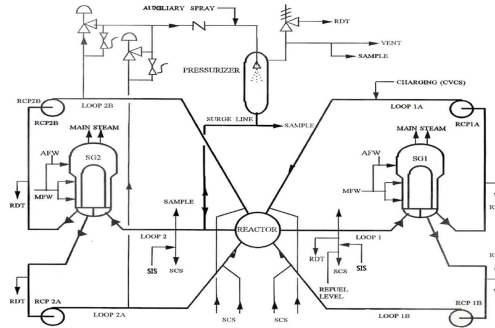 AUXILIARY SPRAY
RDT
VENT
SAMPLE
PRESSURIZER
CHARGING (CVCS)
RCP2B
RCP2B
LOOP 2B
SURGE LINE
SAMPLE
LOOP 1A
RCP1A
MAIN STEAM
MAIN STEAM
AFW
SG2
AFW
SG1
MFW
MFW
RDT
SAMPLE
LOOP 2
REACTOR
LOOP 1
SIS
SCS
RDT
SCS
SIS
REFUEL
LEVEL
RDT
RCP 2A
LOOP 2A
SCS
SCS
LOOP 1B
RCP 1B